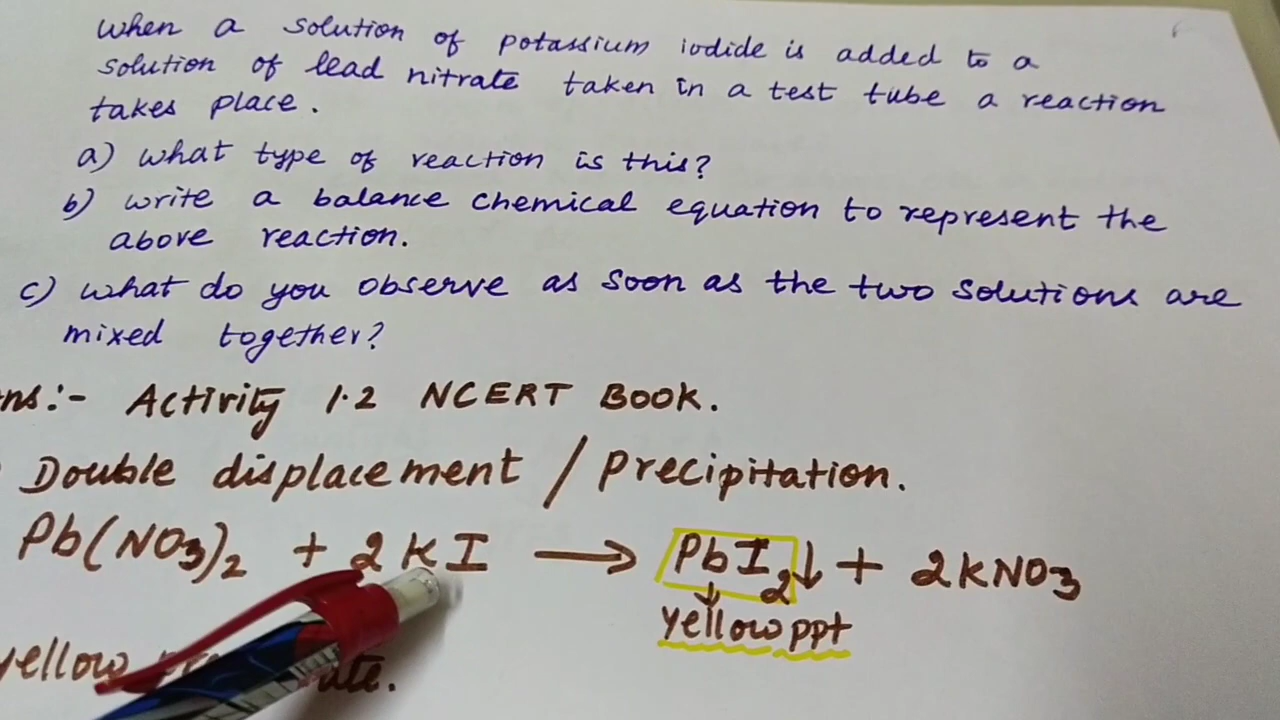 When a solution of potassium iodide is added to a
solution of lead nitrate taken in a test tube a reaction
takes place.
a) what type of reaction is this?
b) write a balance chemical equation to represent the
above reaction.
c) what do you observe as soon as the two solutions are
mixed together?
ns:- Activity 1.2 NCERT BOOK.
Double displacement / precipitation.
Pb(NO3)2 + 2KI → PbI2↓ + 2KNO3
yellow ppt
yellow